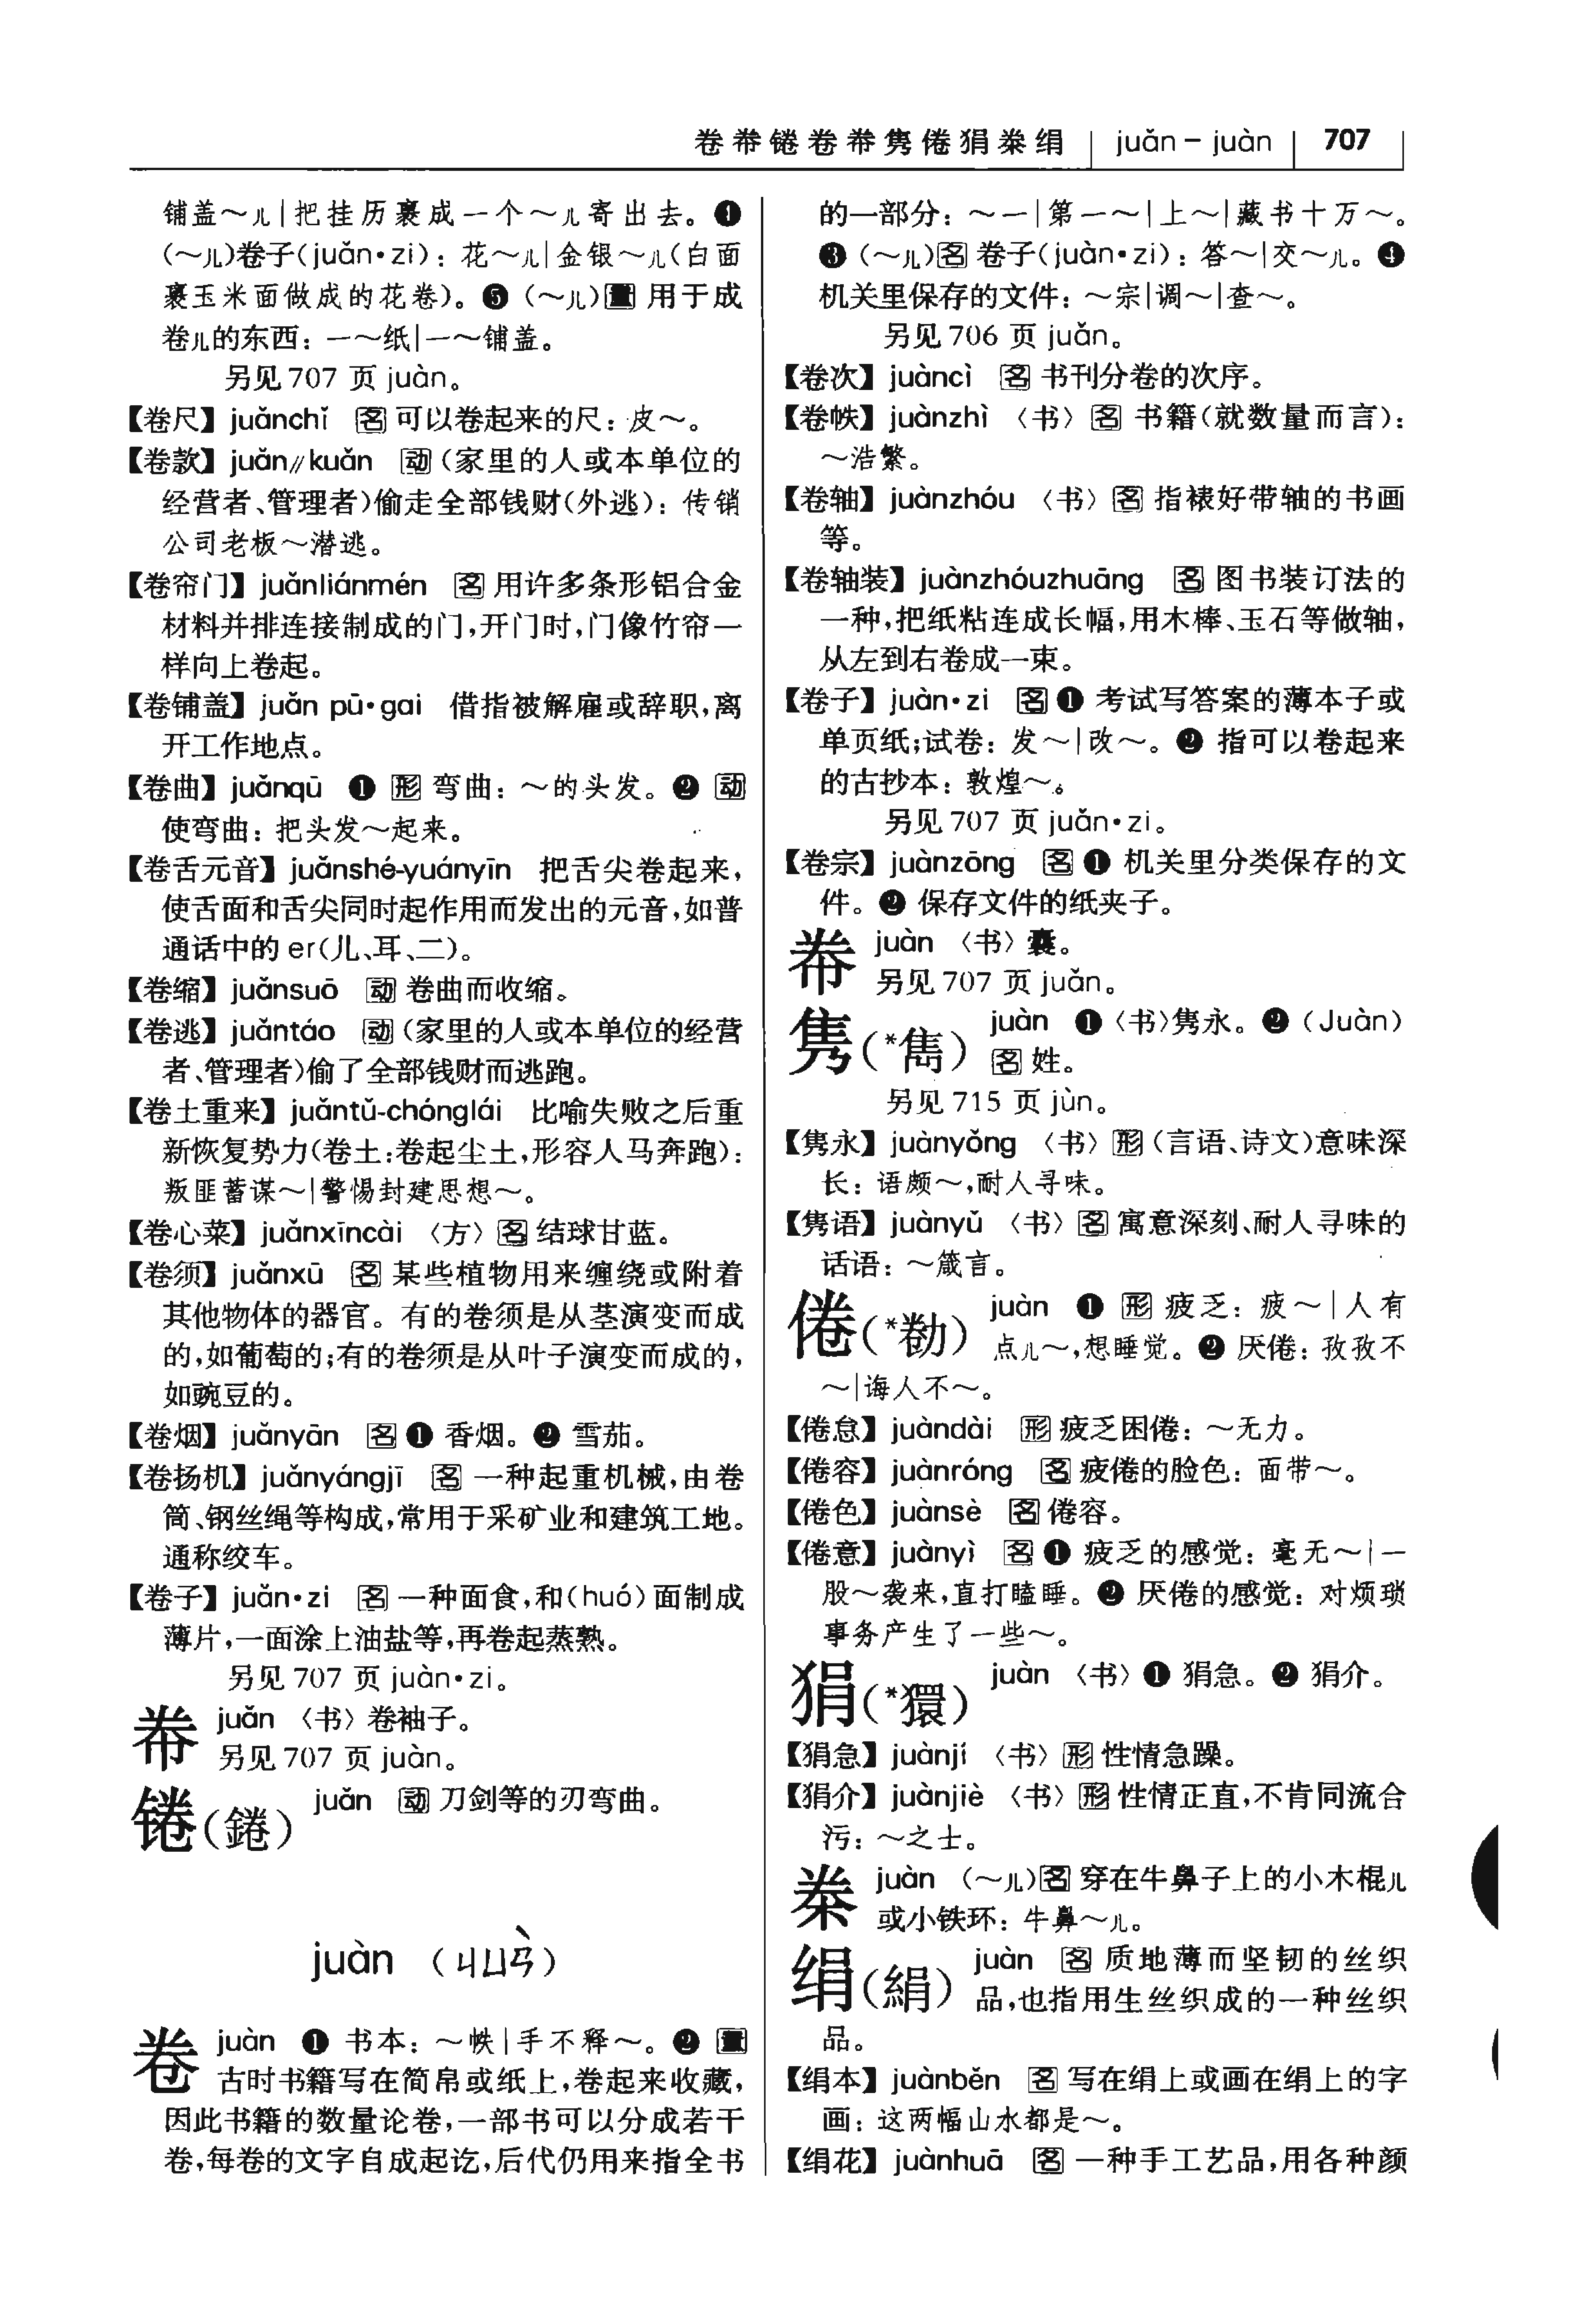 卷 帣 锩 卷 帣 隽 倦 狷 桊 绢 juǎn – juàn 707
铺盖～儿|把挂历裹成一个～儿寄出去。❹
(～儿)卷子(juǎn•zi)：花～儿|金银～儿(白面
裹玉米面做成的花卷)。❺ (～儿)量 用于成
卷儿的东西：一～纸|一～铺盖。
另见 707 页 juàn。
【卷尺】 juǎnchǐ 名 可以卷起来的尺：皮～。
【卷款】 juǎn//kuǎn 动 (家里的人或本单位的
经营者、管理者)偷走全部钱财(外逃)：传销
公司老板～潜逃。
【卷帘门】 juǎnliánmén 名 用许多条形铝合金
材料并排连接制成的门,开门时,门像竹帘一
样向上卷起。
【卷铺盖】 juǎn pū•gai 借指被解雇或辞职,离
开工作地点。
【卷曲】 juǎnqū ❶ 形 弯曲：～的头发。❷ 动
使弯曲：把头发～起来。
【卷舌元音】 juǎnshé-yuányīn 把舌尖卷起来,
使舌面和舌尖同时起作用而发出的元音,如普
通话中的 er(儿、耳、二)。
【卷缩】 juǎnsuō 动 卷曲而收缩。
【卷逃】 juǎntáo 动 (家里的人或本单位的经营
者、管理者)偷了全部钱财而逃跑。
【卷土重来】 juǎntǔ-chónglái 比喻失败之后重
新恢复势力(卷土:卷起尘土,形容人马奔跑)：
叛匪蓄谋～|警惕封建思想～。
【卷心菜】 juǎnxīncài 〈方〉 名 结球甘蓝。
【卷须】 juǎnxū 名 某些植物用来缠绕或附着
其他物体的器官。有的卷须是从茎演变而成
的,如葡萄的;有的卷须是从叶子演变而成的,
如豌豆的。
【卷烟】 juǎnyān 名 ❶ 香烟。❷ 雪茄。
【卷扬机】 juǎnyángjī 名 一种起重机械,由卷
筒、钢丝绳等构成,常用于采矿业和建筑工地。
通称绞车。
【卷子】 juǎn•zi 名 一种面食,和(huó)面制成
薄片,一面涂上油盐等,再卷起蒸熟。
另见 707 页 juàn•zi。
帣 juǎn 〈书〉 卷袖子。
另见 707 页 juàn。
锩(錈) juǎn 动 刀剑等的刃弯曲。
juàn (ㄐㄩㄢˋ)
卷 juàn ❶ 书本：～帙|手不释～。❷ 量
古时书籍写在简帛或纸上,卷起来收藏,
因此书籍的数量论卷,一部书可以分成若干
卷,每卷的文字自成起讫,后代仍用来指全书
的一部分：～一|第一～|上～|藏书十万～。
❸ (～儿)名 卷子(juàn•zi)：答～|交～儿。❹
机关里保存的文件：～宗|调～|查～。
另见 706 页 juǎn。
【卷次】 juàncì 名 书刊分卷的次序。
【卷帙】 juànzhì 〈书〉 名 书籍(就数量而言)：
～浩繁。
【卷轴】 juànzhóu 〈书〉 名 指裱好带轴的书画
等。
【卷轴装】 juànzhóuzhuāng 名 图书装订法的
一种,把纸粘连成长幅,用木棒、玉石等做轴,
从左到右卷成一束。
【卷子】 juàn•zi 名 ❶ 考试写答案的薄本子或
单页纸;试卷：发～|改～。❷ 指可以卷起来
的古抄本：敦煌～。
另见 707 页 juǎn•zi。
【卷宗】 juànzōng 名 ❶ 机关里分类保存的文
件。❷ 保存文件的纸夹子。
帣 juàn 〈书〉 囊。
另见 707 页 juǎn。
隽(*雋) juàn ❶ 〈书〉隽永。❷ (Juàn)
名 姓。
另见 715 页 jùn。
【隽永】 juànyǒng 〈书〉 形 (言语、诗文)意味深
长：语颇～,耐人寻味。
【隽语】 juànyǔ 〈书〉 名 寓意深刻、耐人寻味的
话语：～箴言。
倦(*勌) juàn ❶ 形 疲乏：疲～|人有
点儿～,想睡觉。❷ 厌倦：孜孜不
～|诲人不～。
【倦怠】 juàndài 形 疲乏困倦：～无力。
【倦容】 juànróng 名 疲倦的脸色：面带～。
【倦色】 juànsè 名 倦容。
【倦意】 juànyì 名 ❶ 疲乏的感觉：毫无～|一
股～袭来,直打瞌睡。❷ 厌倦的感觉：对烦琐
事务产生了一些～。
狷(*獧) juàn 〈书〉 ❶ 狷急。❷ 狷介。
【狷急】 juànjí 〈书〉 形 性情急躁。
【狷介】 juànjiè 〈书〉 形 性情正直,不肯同流合
污：～之士。
桊 juàn (～儿)名 穿在牛鼻子上的小木棍儿
或小铁环：牛鼻～儿。
绢(絹) juàn 名 质地薄而坚韧的丝织
品,也指用生丝织成的一种丝织
品。
【绢本】 juànběn 名 写在绢上或画在绢上的字
画：这两幅山水都是～。
【绢花】 juànhuā 名 一种手工艺品,用各种颜